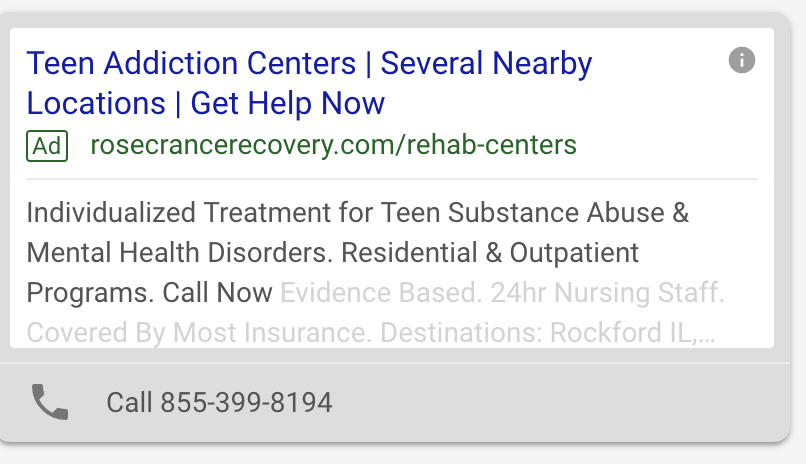 Teen Addiction Centers | Several Nearby
Locations | Get Help Now
Ad rosecrancerecovery.com/rehab-centers
Individualized Treatment for Teen Substance Abuse &
Mental Health Disorders. Residential & Outpatient
Programs. Call Now Evidence Based. 24hr Nursing Staff.
Covered By Most Insurance. Destinations: Rockford IL,...
Call 855-399-8194